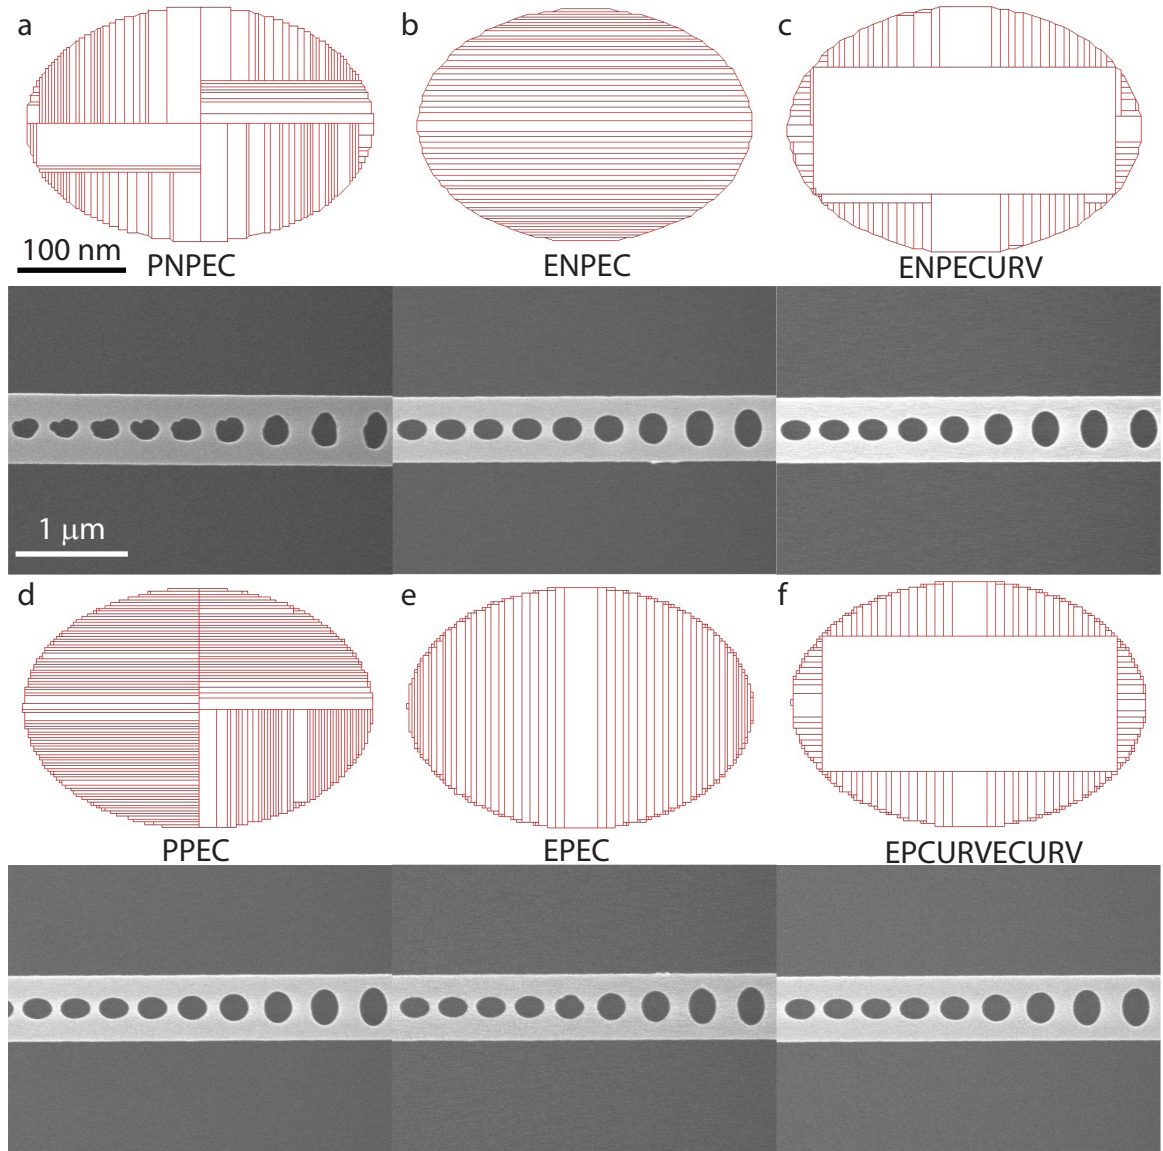 a
b
c
100 nm
PNPEC
ENPEC
ENPECURV
1 μm
d
e
f
PPEC
EPEC
EPCURVECURV